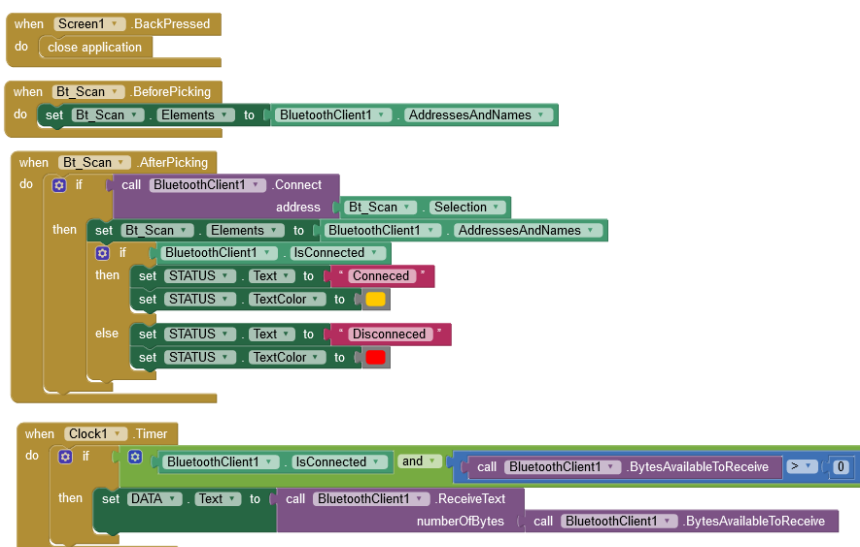 when Screen1 .BackPressed
do close application
when Bt_Scan .BeforePicking
do set Bt_Scan . Elements to BluetoothClient1 . AddressesAndNames
when Bt_Scan .AfterPicking
do if call BluetoothClient1 .Connect
address Bt_Scan . Selection
then set Bt_Scan . Elements to BluetoothClient1 . AddressesAndNames
if BluetoothClient1 . IsConnected
then set STATUS . Text to " Conneced "
set STATUS . TextColor to
else set STATUS . Text to " Disconneced "
set STATUS . TextColor to
when Clock1 .Timer
do if BluetoothClient1 . IsConnected and call BluetoothClient1 .BytesAvailableToReceive > 0
then set DATA . Text to call BluetoothClient1 .ReceiveText
numberOfBytes call BluetoothClient1 .BytesAvailableToReceive